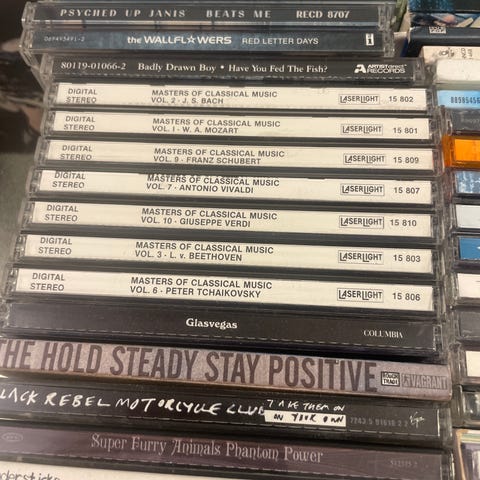 PSYCHED UP JANIS BEATS ME RECD 8707
069495491-2 the WALLFL★WERS RED LETTER DAYS
80119-01066-2 Badly Drawn Boy • Have You Fed The Fish? ARTISTdirect RECORDS
DIGITAL STEREO MASTERS OF CLASSICAL MUSIC VOL. 2 - J. S. BACH LASERLIGHT 15 802
DIGITAL STEREO MASTERS OF CLASSICAL MUSIC VOL. I - W. A. MOZART LASERLIGHT 15 801
DIGITAL STEREO MASTERS OF CLASSICAL MUSIC VOL. 9 - FRANZ SCHUBERT LASERLIGHT 15 809
DIGITAL STEREO MASTERS OF CLASSICAL MUSIC VOL. 7 - ANTONIO VIVALDI LASERLIGHT 15 807
DIGITAL STEREO MASTERS OF CLASSICAL MUSIC VOL. 10 - GIUSEPPE VERDI LASERLIGHT 15 810
DIGITAL STEREO MASTERS OF CLASSICAL MUSIC VOL. 3 - L. v. BEETHOVEN LASERLIGHT 15 803
DIGITAL STEREO MASTERS OF CLASSICAL MUSIC VOL. 6 - PETER TCHAIKOVSKY LASERLIGHT 15 806
Glasvegas COLUMBIA
THE HOLD STEADY STAY POSITIVE ROUGH TRADE VAGRANT
BLACK REBEL MOTORCYCLE CLUB TAKE THEM ON ON YOUR OWN
Super Furry Animals Phantom Power